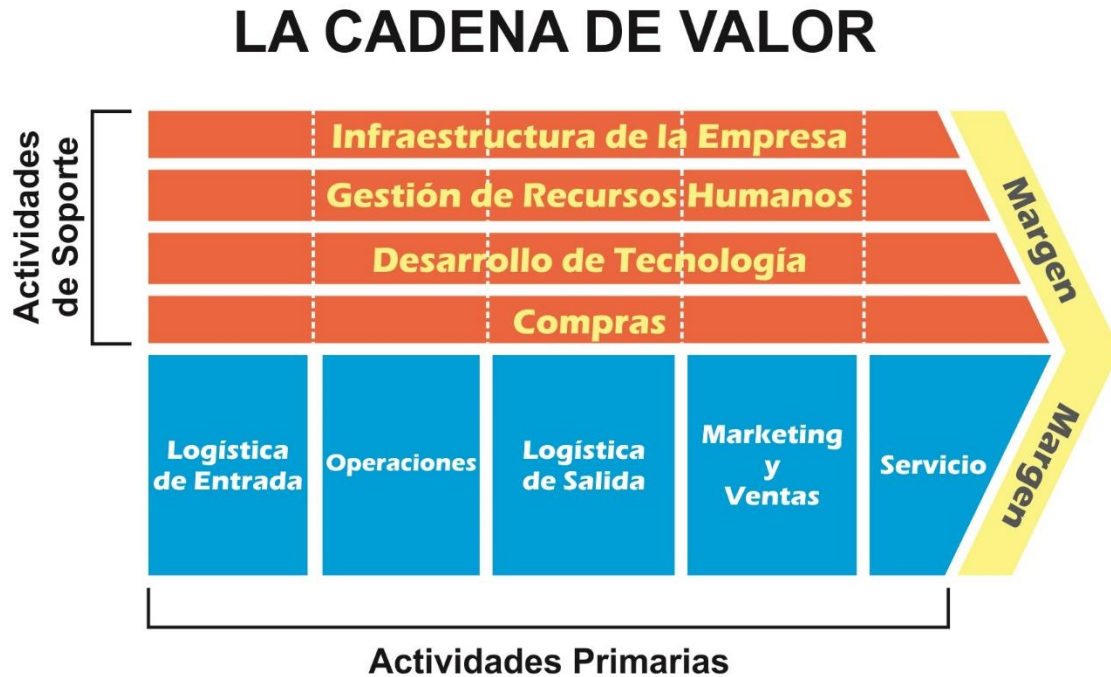 LA CADENA DE VALOR
Actividades
de Soporte
Infraestructura de la Empresa
Gestión de Recursos Humanos
Desarrollo de Tecnología
Compras
Logística
de Entrada
Operaciones
Logística
de Salida
Marketing
y
Ventas
Servicio
Margen
Margen
Actividades Primarias